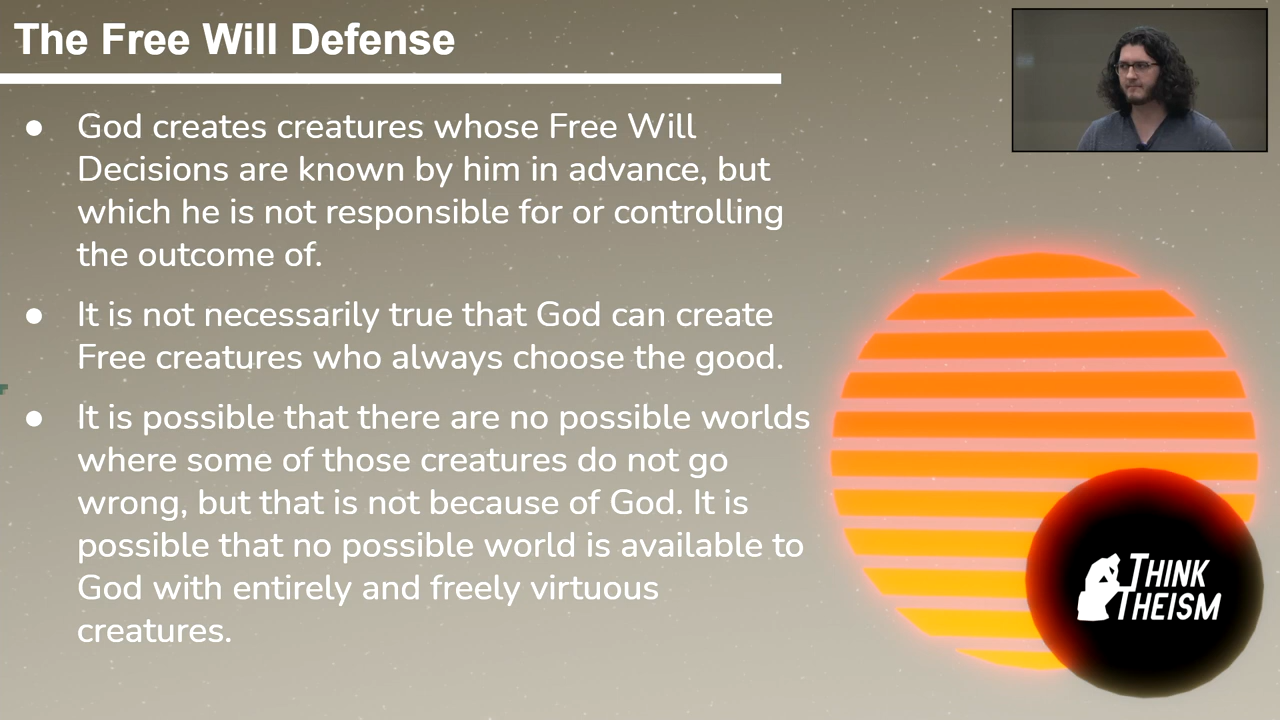 The Free Will Defense
● God creates creatures whose Free Will
Decisions are known by him in advance, but
which he is not responsible for or controlling
the outcome of.
● It is not necessarily true that God can create
Free creatures who always choose the good.
● It is possible that there are no possible worlds
where some of those creatures do not go
wrong, but that is not because of God. It is
possible that no possible world is available to
God with entirely and freely virtuous
creatures.
THINK
THEISM